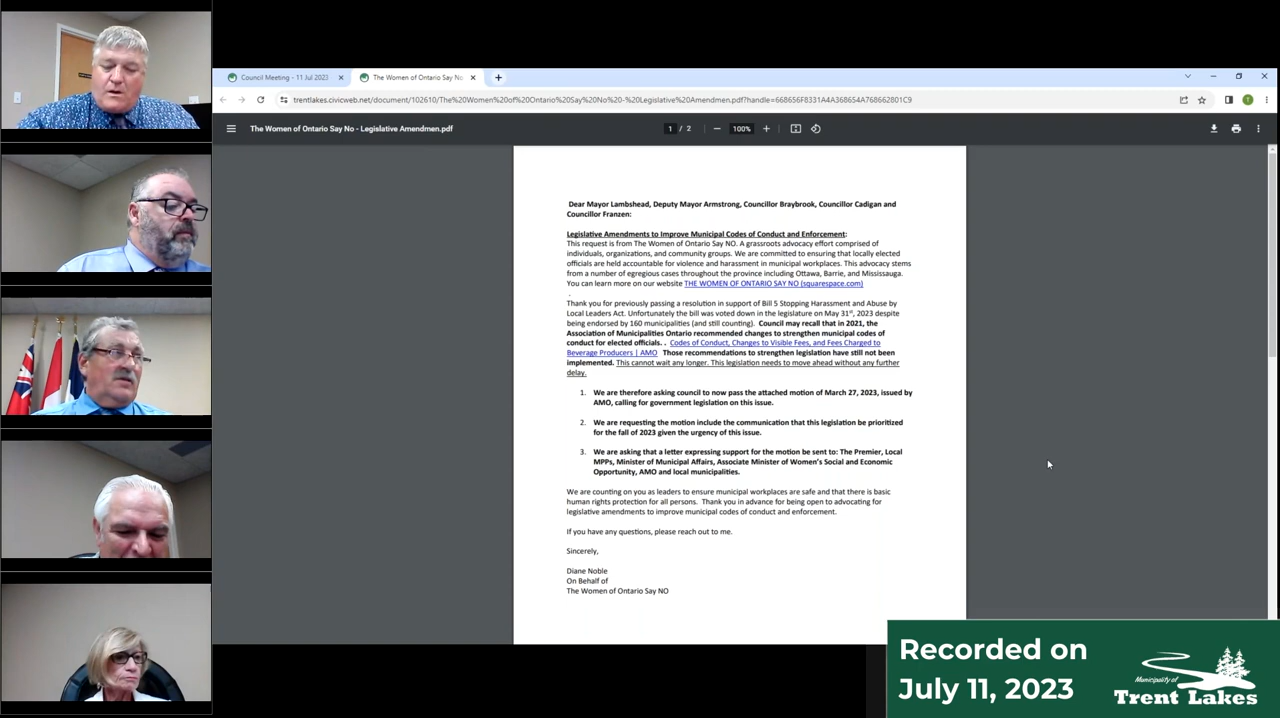 Council Meeting - 11 Jul 2023
The Women of Ontario Say No
trentlakes.civicweb.net/document/102610/The%20Women%20of%20Ontario%20Say%20No%20-%20Legislative%20Amendmen.pdf?handle=668656F8331A4A368654A768662801C9
T
The Women of Ontario Say No - Legislative Amendmen.pdf
1 / 2
100%
Dear Mayor Lambshead, Deputy Mayor Armstrong, Councillor Braybrook, Councillor Cadigan and
Councillor Franzen:
Legislative Amendments to Improve Municipal Codes of Conduct and Enforcement:
This request is from The Women of Ontario Say NO. A grassroots advocacy effort comprised of
individuals, organizations, and community groups. We are committed to ensuring that locally elected
officials are held accountable for violence and harassment in municipal workplaces. This advocacy stems
from a number of egregious cases throughout the province including Ottawa, Barrie, and Mississauga.
You can learn more on our website THE WOMEN OF ONTARIO SAY NO (squarespace.com)
.
Thank you for previously passing a resolution in support of Bill 5 Stopping Harassment and Abuse by
Local Leaders Act. Unfortunately the bill was voted down in the legislature on May 31st, 2023 despite
being endorsed by 160 municipalities (and still counting). Council may recall that in 2021, the
Association of Municipalities Ontario recommended changes to strengthen municipal codes of
conduct for elected officials. . Codes of Conduct, Changes to Visible Fees, and Fees Charged to
Beverage Producers | AMO Those recommendations to strengthen legislation have still not been
implemented. This cannot wait any longer. This legislation needs to move ahead without any further
delay.
1. We are therefore asking council to now pass the attached motion of March 27, 2023, issued by
AMO, calling for government legislation on this issue.
2. We are requesting the motion include the communication that this legislation be prioritized
for the fall of 2023 given the urgency of this issue.
3. We are asking that a letter expressing support for the motion be sent to: The Premier, Local
MPPs, Minister of Municipal Affairs, Associate Minister of Women's Social and Economic
Opportunity, AMO and local municipalities.
We are counting on you as leaders to ensure municipal workplaces are safe and that there is basic
human rights protection for all persons. Thank you in advance for being open to advocating for
legislative amendments to improve municipal codes of conduct and enforcement.
If you have any questions, please reach out to me.
Sincerely,
Diane Noble
On Behalf of
The Women of Ontario Say NO
Recorded on
July 11, 2023
Municipality of
Trent Lakes